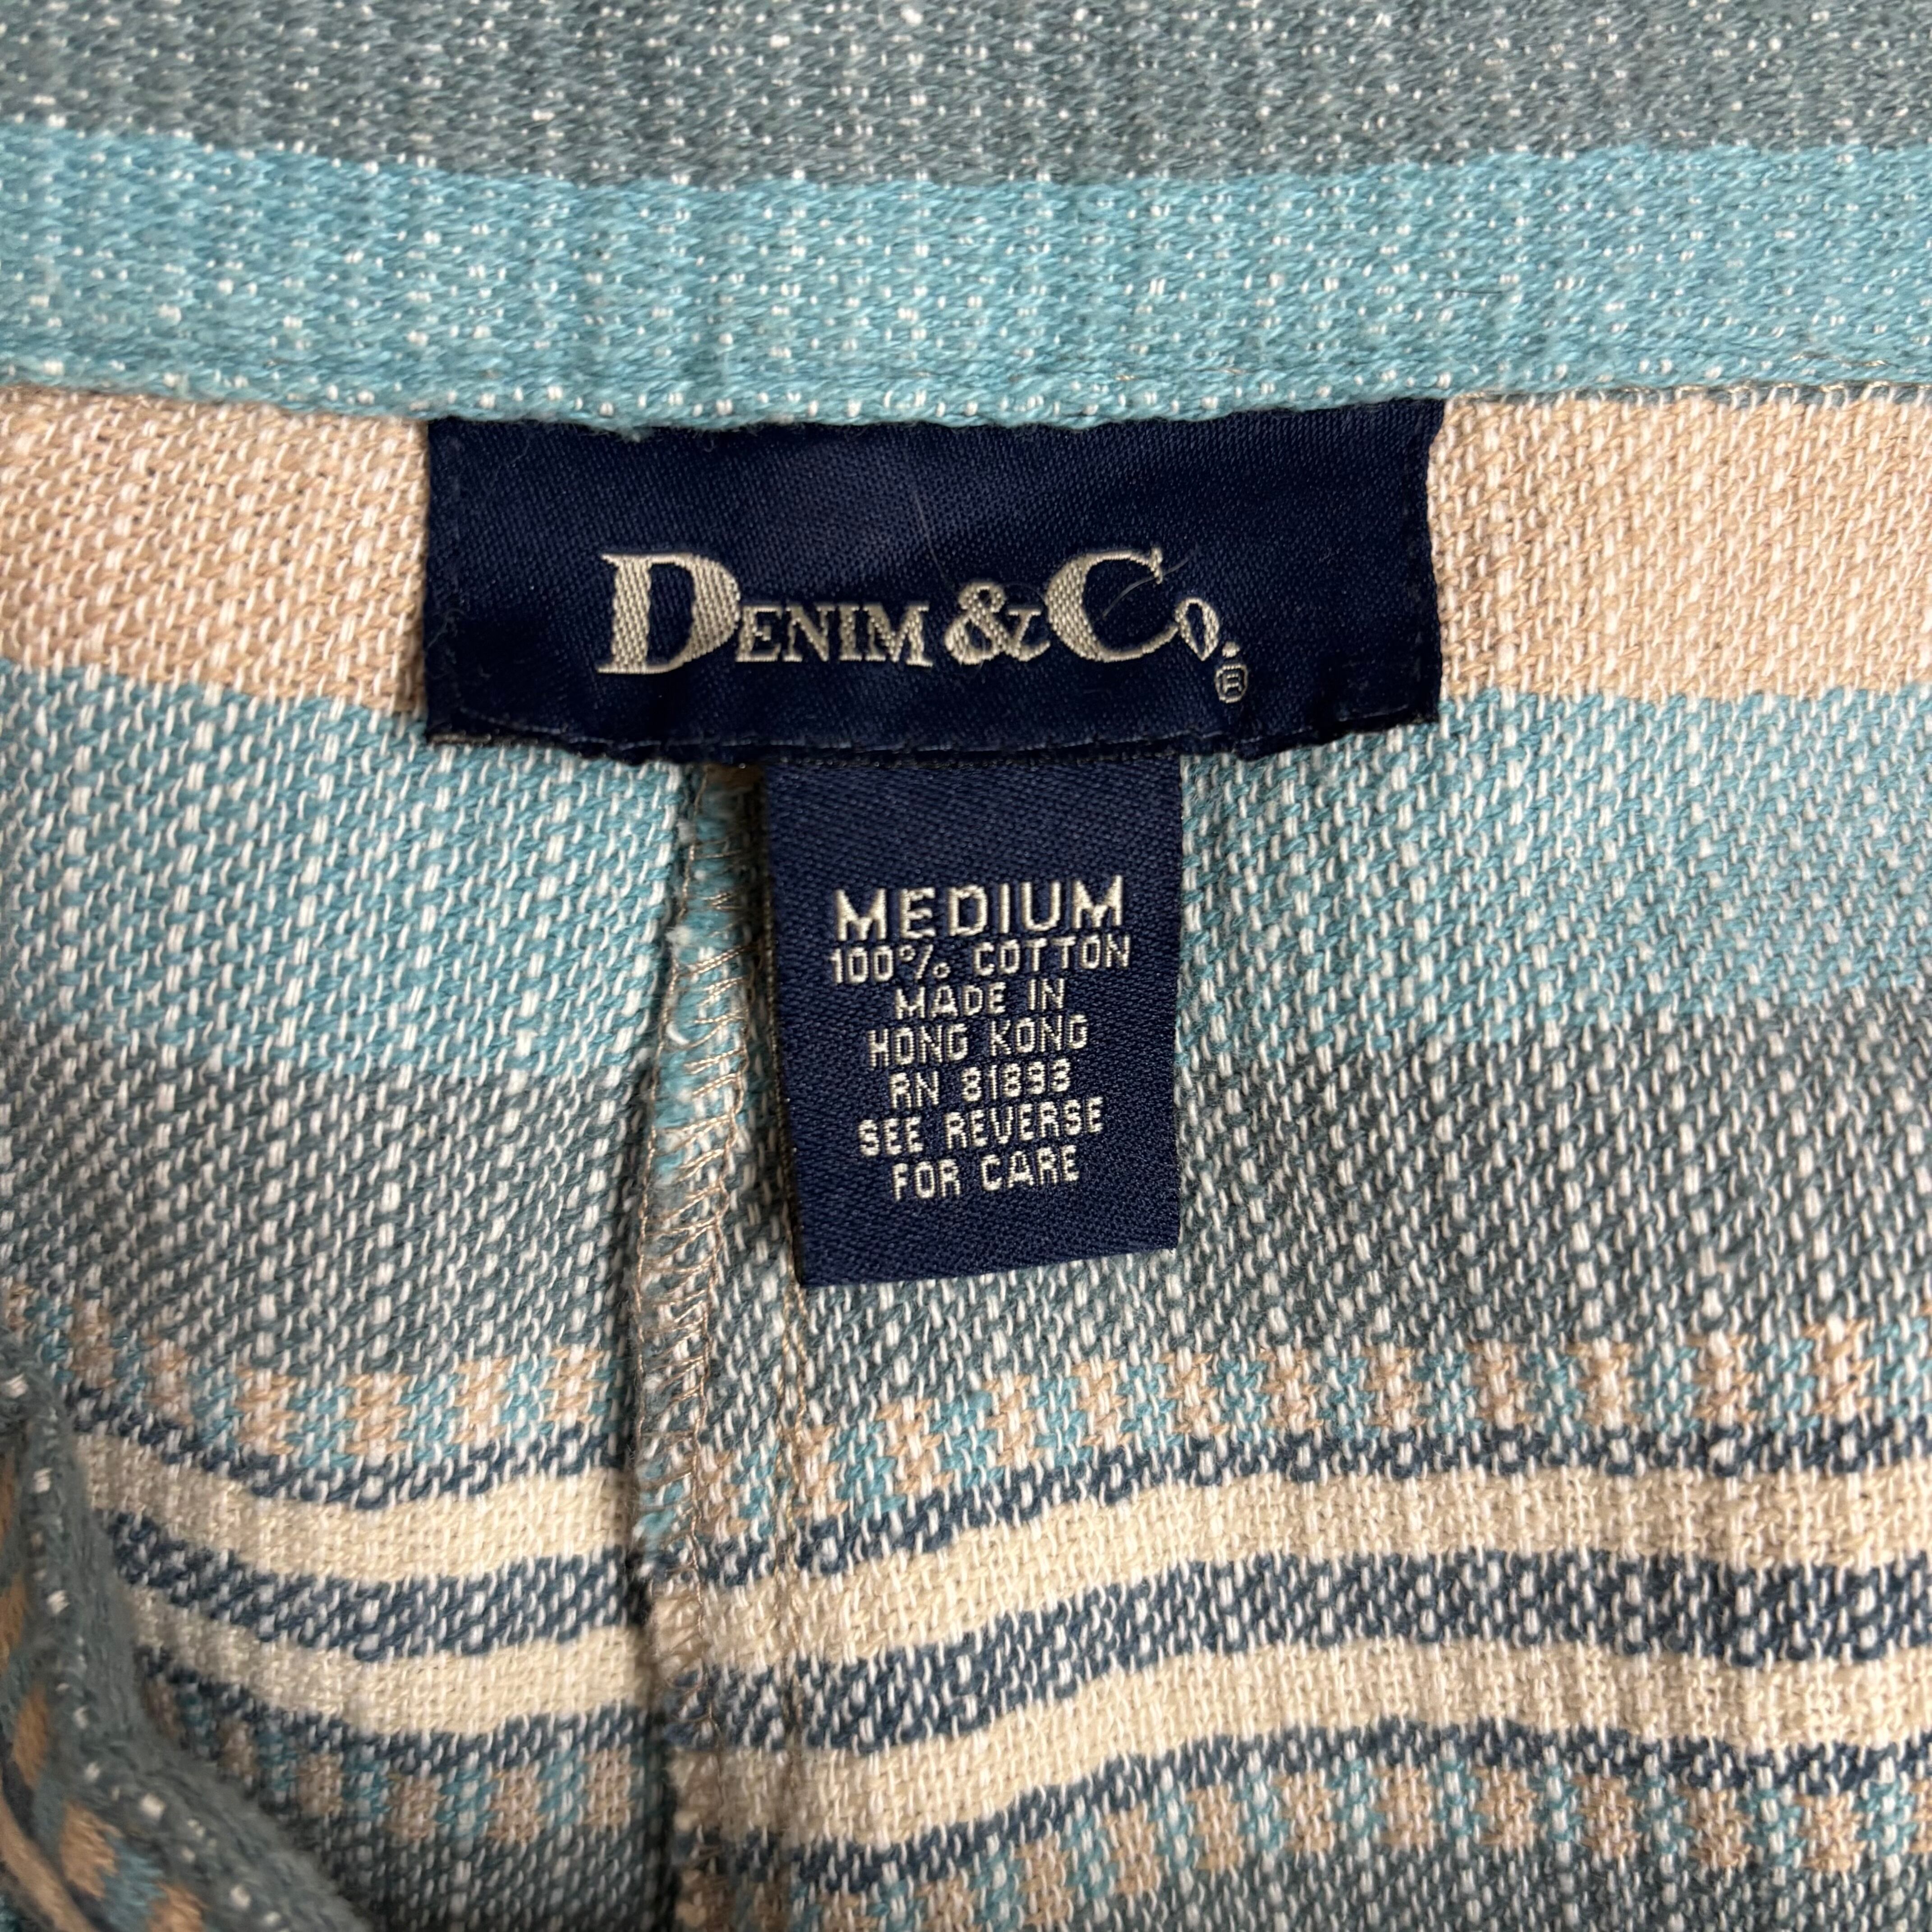 DENIM & CO.®
MEDIUM
100% COTTON
MADE IN
HONG KONG
RN 81893
SEE REVERSE
FOR CARE